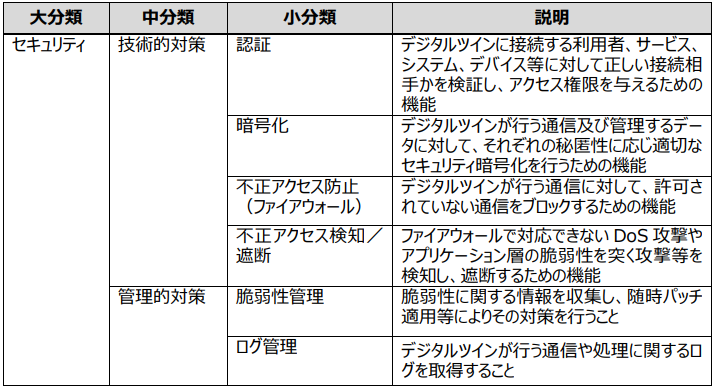 大分類 中分類 小分類 説明
セキュリティ 技術的対策 認証 デジタルツインに接続する利用者、サービス、
システム、デバイス等に対して正しい接続相
手かを検証し、アクセス権限を与えるための
機能
暗号化 デジタルツインが行う通信及び管理するデー
タに対して、それぞれの秘匿性に応じ適切な
セキュリティ暗号化を行うための機能
不正アクセス防止 デジタルツインが行う通信に対して、許可さ
（ファイアウォール） れていない通信をブロックするための機能
不正アクセス検知／ ファイアウォールで対応できない DoS 攻撃や
遮断 アプリケーション層の脆弱性を突く攻撃等を
検知し、遮断するための機能
管理的対策 脆弱性管理 脆弱性に関する情報を収集し、随時パッチ
適用等によりその対策を行うこと
ログ管理 デジタルツインが行う通信や処理に関するロ
グを取得すること